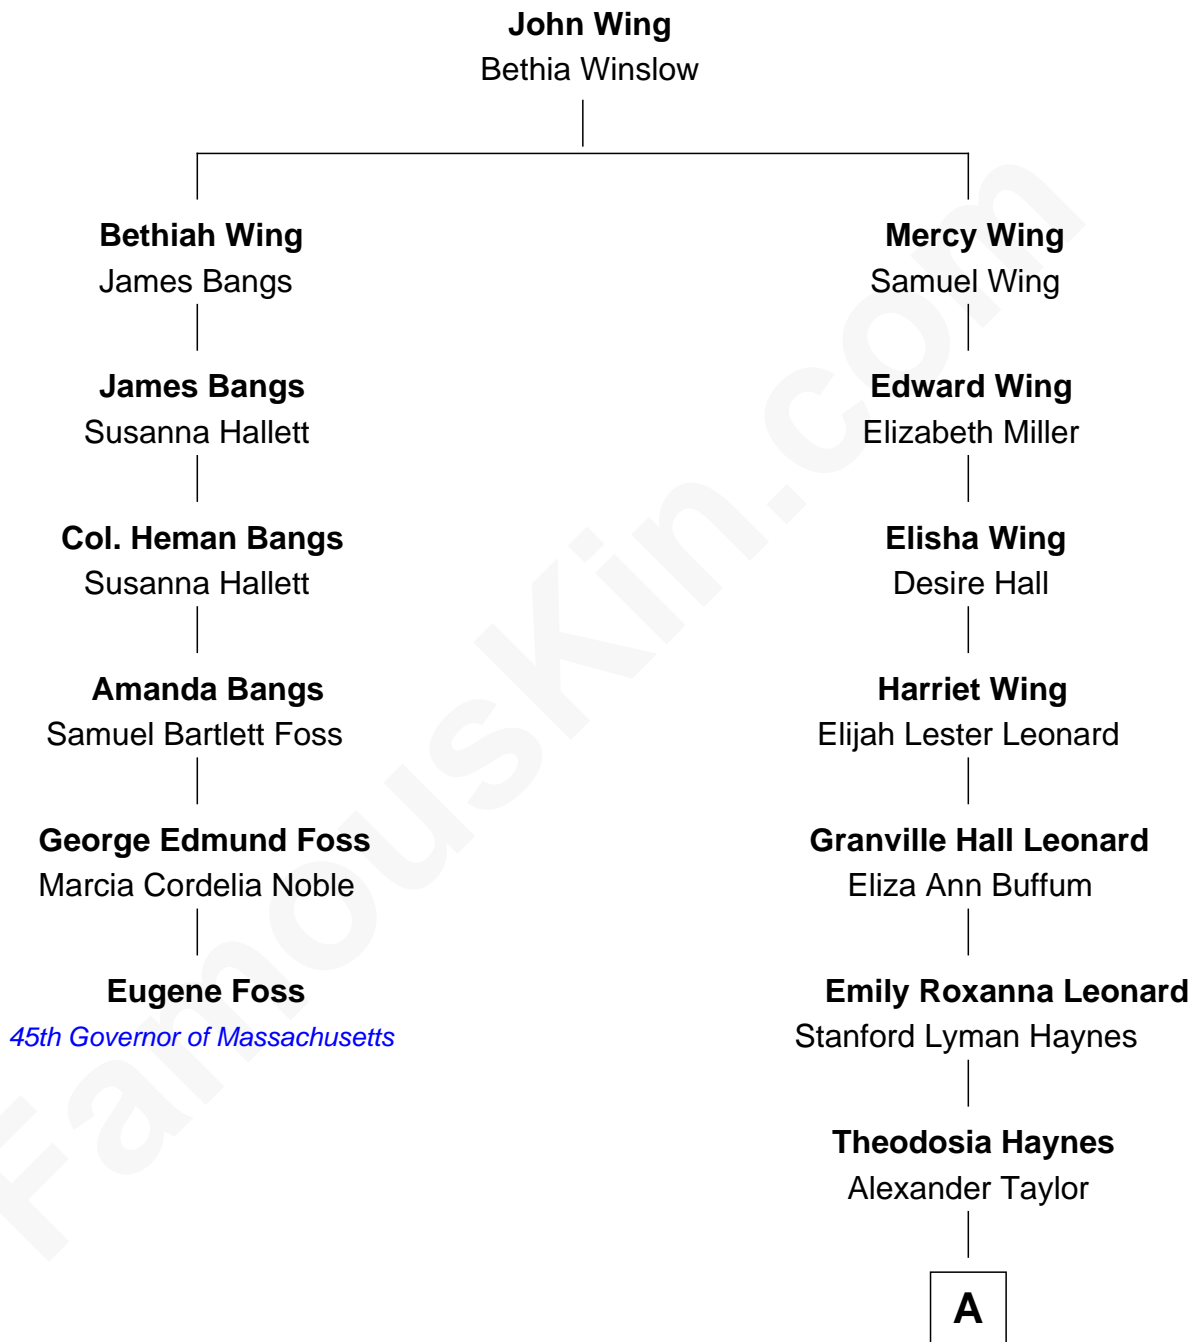 John Wing
Bethia Winslow
Bethiah Wing
James Bangs
Mercy Wing
Samuel Wing
James Bangs
Susanna Hallett
Edward Wing
Elizabeth Miller
Col. Heman Bangs
Susanna Hallett
Elisha Wing
Desire Hall
Amanda Bangs
Samuel Bartlett Foss
Harriet Wing
Elijah Lester Leonard
George Edmund Foss
Marcia Cordelia Noble
Granville Hall Leonard
Eliza Ann Buffum
Eugene Foss
45th Governor of Massachusetts
Emily Roxanna Leonard
Stanford Lyman Haynes
Theodosia Haynes
Alexander Taylor
A
FamousKin.com